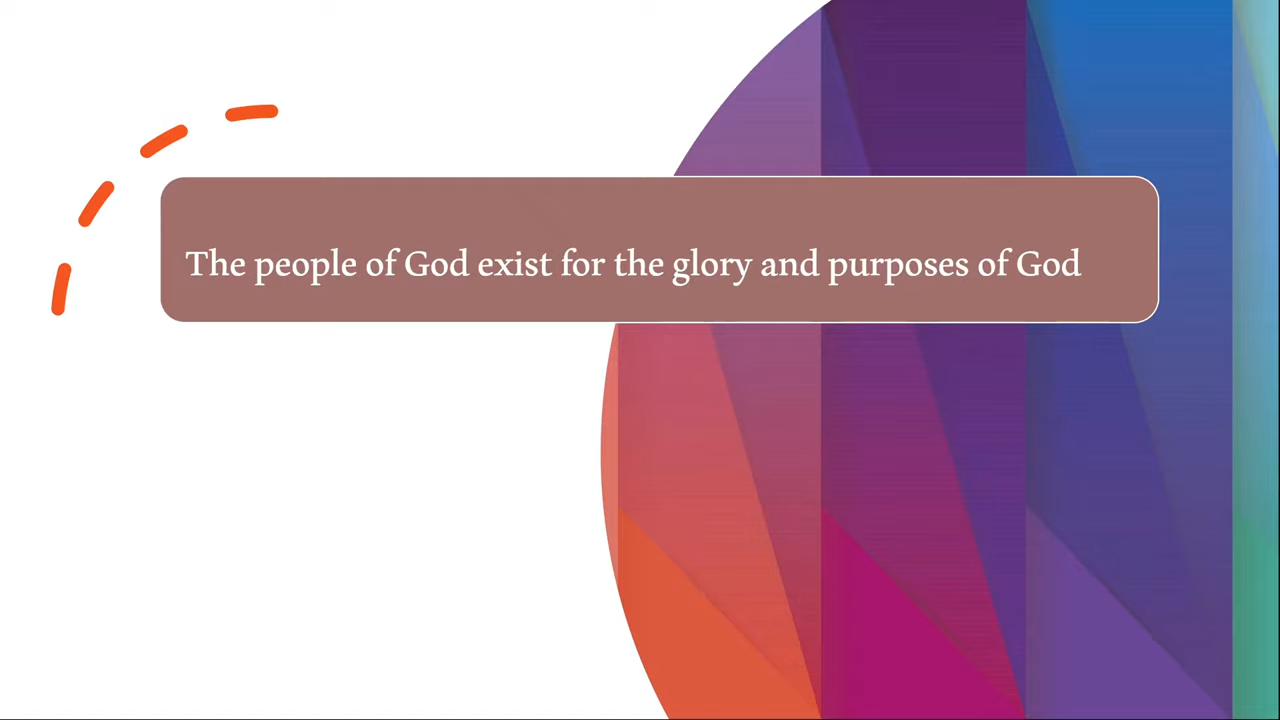 The people of God exist for the glory and purposes of God